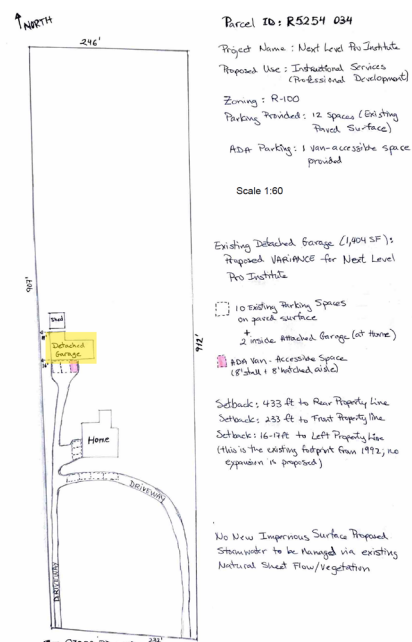 NORTH
Parcel ID: R5254 034
246'
Project Name: Next Level Pro Institute
Proposed Use: Instructional Services
(Professional Development)
Zoning: R-100
Parking Provided: 12 Spaces (Existing
Paved Surface)
ADA Parking: 1 van-accessible space
provided
Scale 1:60
Existing Detached Garage (1,404 SF):
Proposed VARIANCE for Next Level
Pro Institute
907'
912'
Shed
8'
Detached
Garage
16'
10 Existing Parking Spaces
on paved surface
+
2 inside Attached Garage (at Home)
ADA Van-Accessible Space
(8' stall + 8' hatched aisle)
Home
Setback: 433 ft to Rear Property Line
Setback: 233 ft to Front Property line
Setback: 16-17ft to Left Property Line
(this is the existing footprint from 1992; no
expansion is proposed)
DRIVEWAY
DRIVEWAY
No New Impervious Surface Proposed
Stormwater to be Managed via existing
Natural Sheet Flow/Vegetation